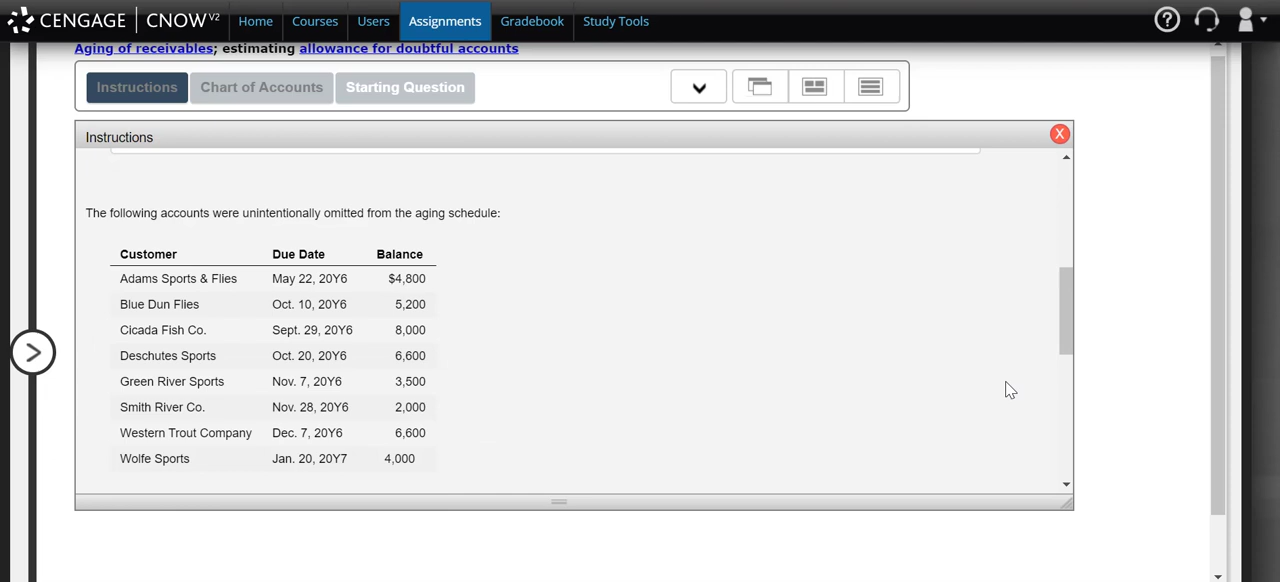 CENGAGE | CNOWV2 Home Courses Users Assignments Gradebook Study Tools
Aging of receivables; estimating allowance for doubtful accounts
Instructions Chart of Accounts Starting Question
Instructions X
The following accounts were unintentionally omitted from the aging schedule:
Customer Due Date Balance
Adams Sports & Flies May 22, 20Y6 $4,800
Blue Dun Flies Oct. 10, 20Y6 5,200
Cicada Fish Co. Sept. 29, 20Y6 8,000
Deschutes Sports Oct. 20, 20Y6 6,600
Green River Sports Nov. 7, 20Y6 3,500
Smith River Co. Nov. 28, 20Y6 2,000
Western Trout Company Dec. 7, 20Y6 6,600
Wolfe Sports Jan. 20, 20Y7 4,000